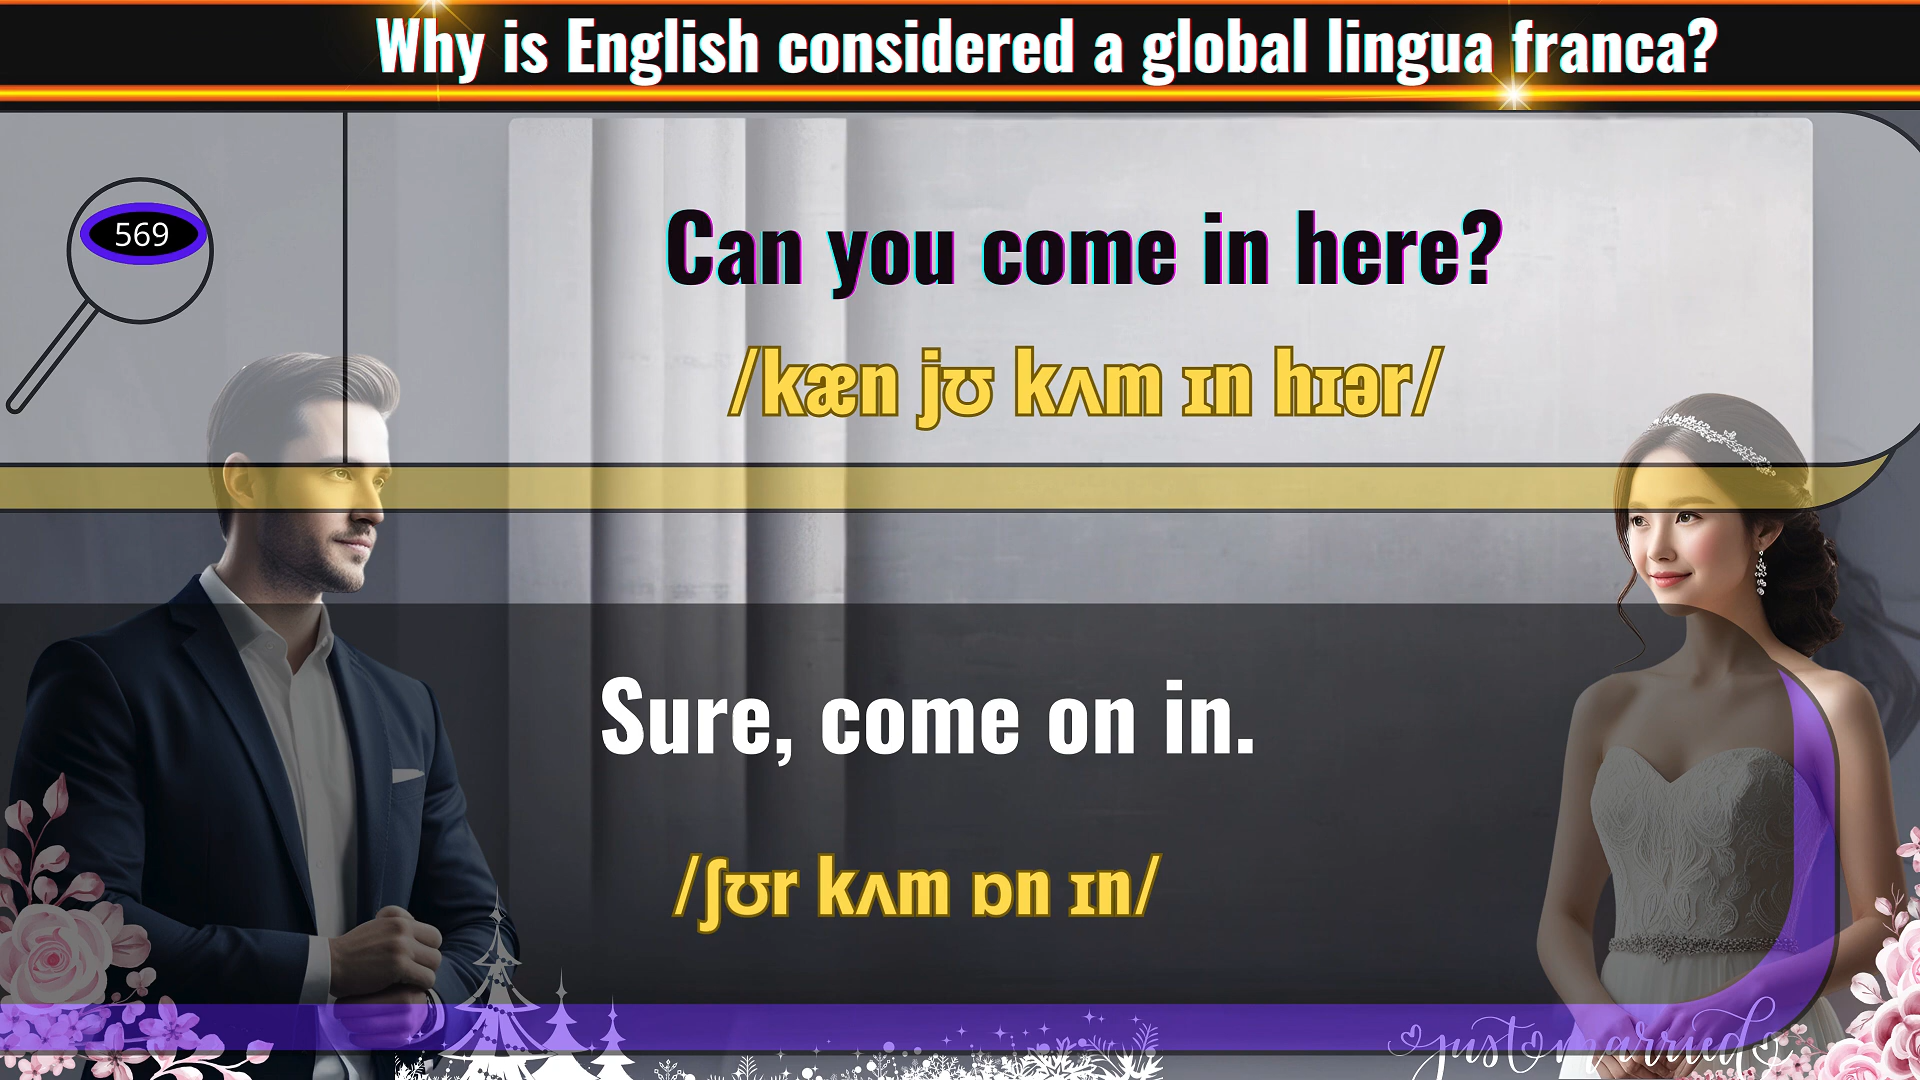 Why is English considered a global lingua franca?
569
Can you come in here?
/kæn jʊ kʌm ɪn hɪər/
Sure, come on in.
/ʃʊr kʌm ɒn ɪn/
just married